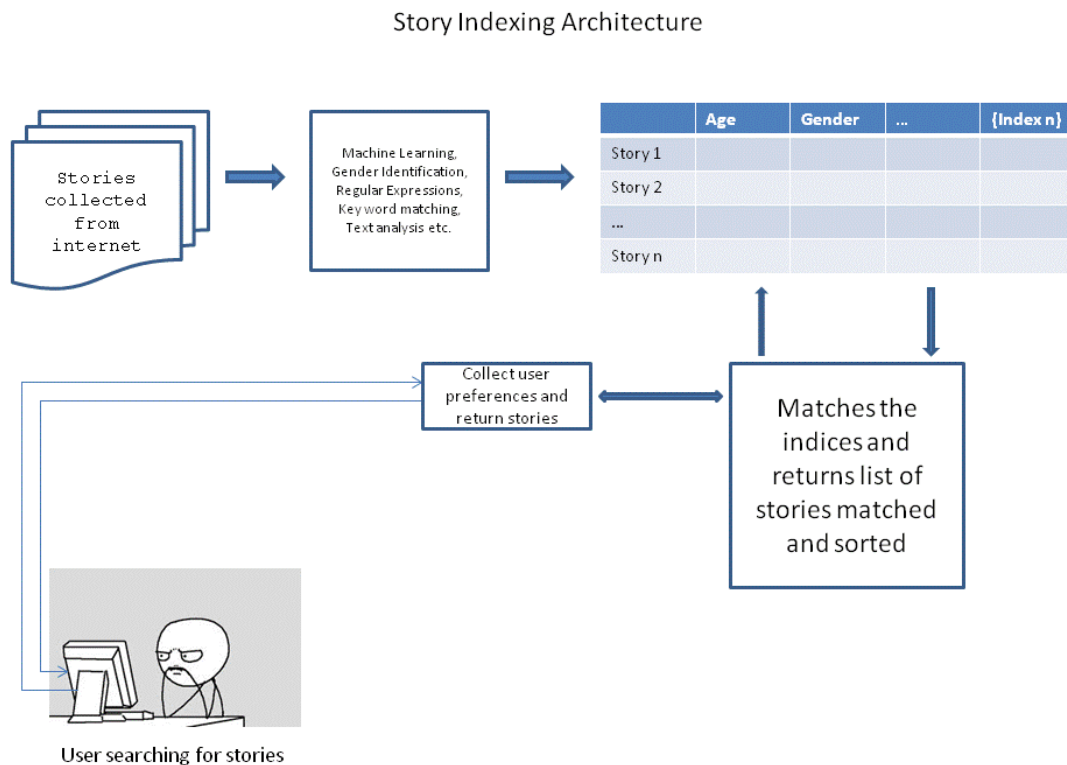 Story Indexing Architecture
Stories
collected
from
internet
Machine Learning,
Gender Identification,
Regular Expressions,
Key word matching,
Text analysis etc.
Age Gender ... {Index n}
Story 1
Story 2
...
Story n
Collect user
preferences and
return stories
Matches the
indices and
returns list of
stories matched
and sorted
User searching for stories